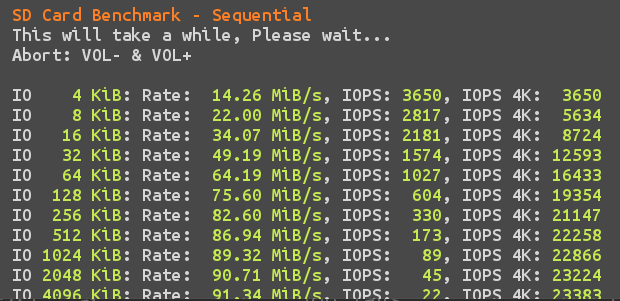 SD Card Benchmark - Sequential
This will take a while, Please wait...
Abort: VOL- & VOL+
IO    4 KiB: Rate:  14.26 MiB/s, IOPS: 3650, IOPS 4K:  3650
IO    8 KiB: Rate:  22.00 MiB/s, IOPS: 2817, IOPS 4K:  5634
IO   16 KiB: Rate:  34.07 MiB/s, IOPS: 2181, IOPS 4K:  8724
IO   32 KiB: Rate:  49.19 MiB/s, IOPS: 1574, IOPS 4K: 12593
IO   64 KiB: Rate:  64.19 MiB/s, IOPS: 1027, IOPS 4K: 16433
IO  128 KiB: Rate:  75.60 MiB/s, IOPS:  604, IOPS 4K: 19354
IO  256 KiB: Rate:  82.60 MiB/s, IOPS:  330, IOPS 4K: 21147
IO  512 KiB: Rate:  86.94 MiB/s, IOPS:  173, IOPS 4K: 22258
IO 1024 KiB: Rate:  89.32 MiB/s, IOPS:   89, IOPS 4K: 22866
IO 2048 KiB: Rate:  90.71 MiB/s, IOPS:   45, IOPS 4K: 23224
IO 4096 KiB: Rate:  91.34 MiB/s, IOPS:   22, IOPS 4K: 23383